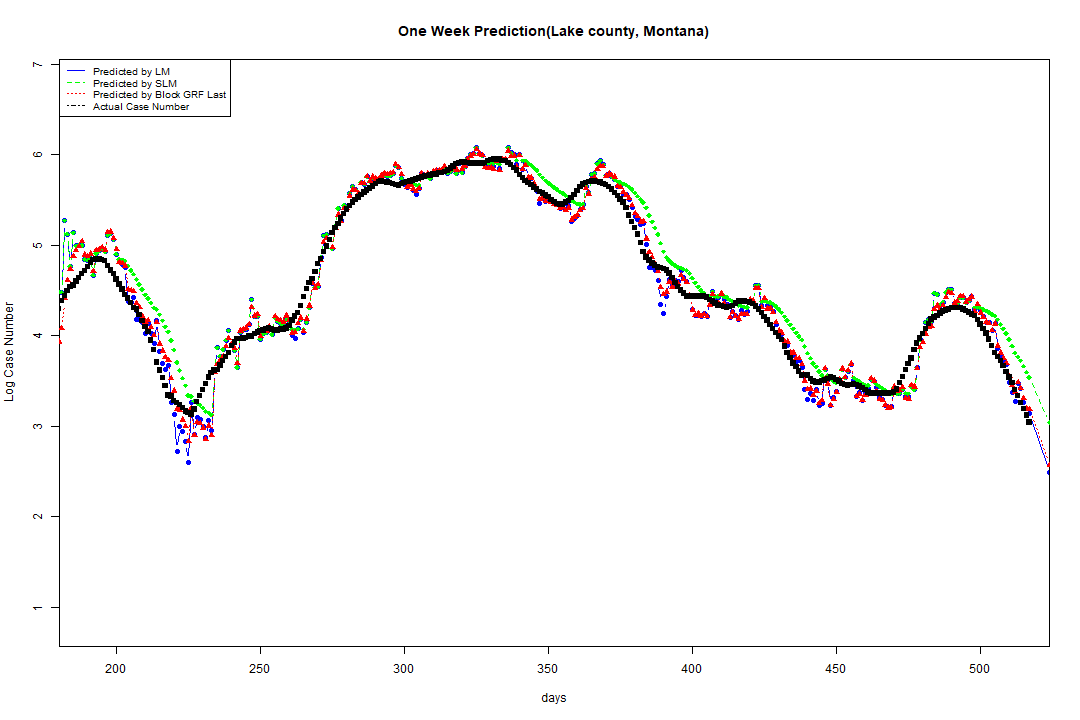 One Week Prediction(Lake county, Montana)
Predicted by LM
Predicted by SLM
Predicted by Block GRF Last
Actual Case Number
7
6
5
4
3
2
1
Log Case Number
200 250 300 350 400 450 500
days